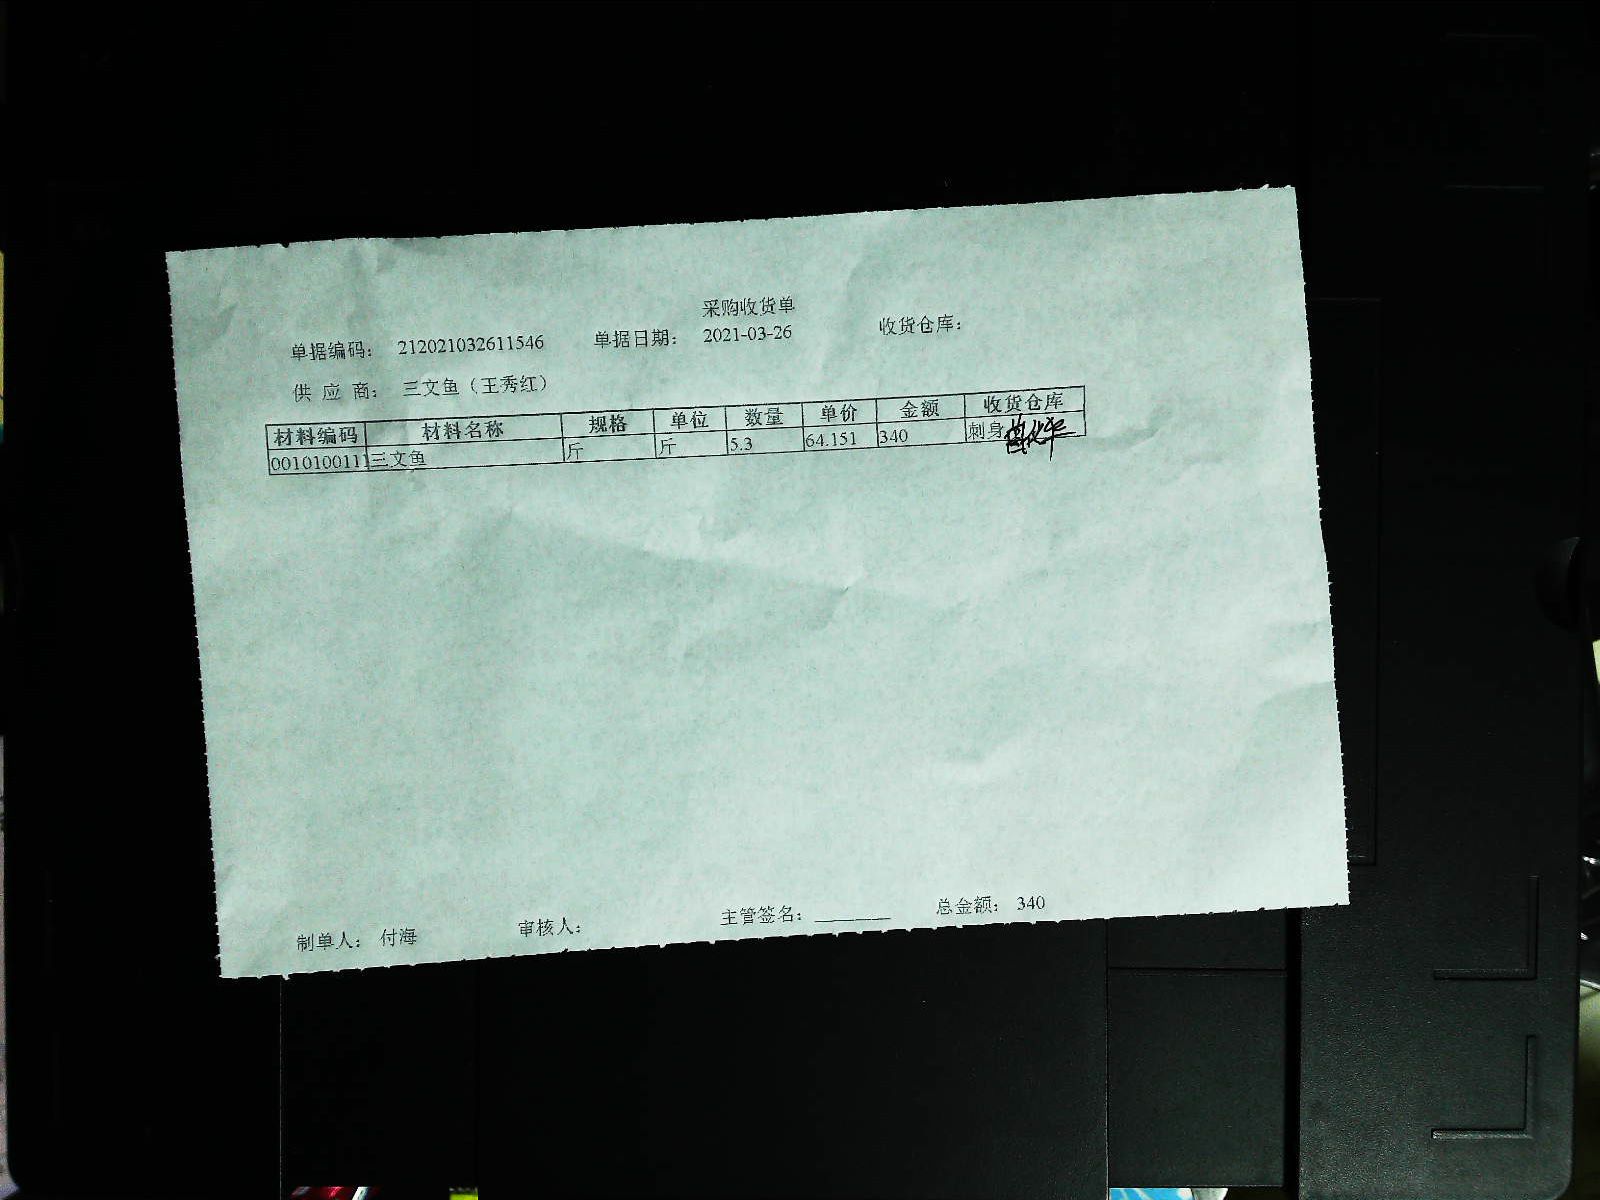 采购收货单
单据编码： 212021032611546 单据日期： 2021-03-26 收货仓库：
供 应 商： 三文鱼（王秀红）
材料编码 材料名称 规格 单位 数量 单价 金额 收货仓库
0010100111 三文鱼 斤 斤 5.3 64.151 340 刺身
制单人： 付海 审核人： 主管签名：_______ 总金额： 340